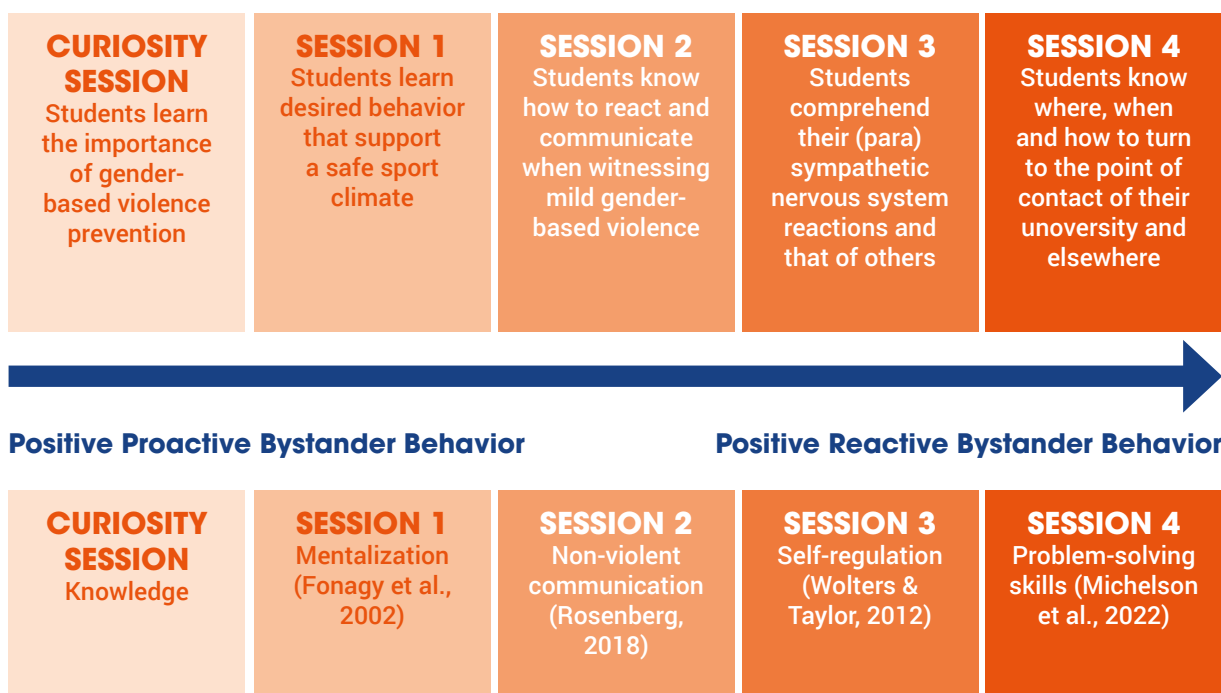 CURIOSITY
SESSION
Students learn
the importance
of gender-
based violence
prevention
SESSION 1
Students learn
desired behavior
that support
a safe sport
climate
SESSION 2
Students know
how to react and
communicate
when witnessing
mild gender-
based violence
SESSION 3
Students
comprehend
their (para)
sympathetic
nervous system
reactions and
that of others
SESSION 4
Students know
where, when
and how to turn
to the point of
contact of their
unoversity and
elsewhere
Positive Proactive Bystander Behavior
Positive Reactive Bystander Behavior
CURIOSITY
SESSION
Knowledge
SESSION 1
Mentalization
(Fonagy et al.,
2002)
SESSION 2
Non-violent
communication
(Rosenberg,
2018)
SESSION 3
Self-regulation
(Wolters &
Taylor, 2012)
SESSION 4
Problem-solving
skills (Michelson
et al., 2022)